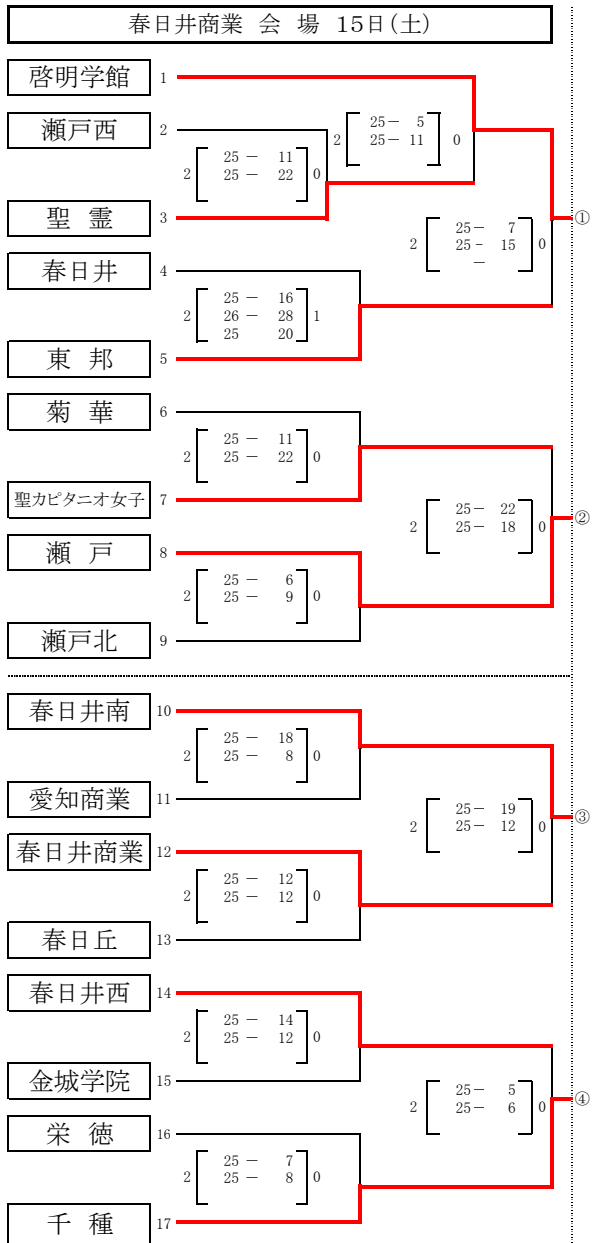 春日井商業 会 場 15日(土)
啓明学館 1
2 25－ 5 0
25－ 11
瀬戸西 2
2 25 － 11 0
25 － 22
聖 霊 3
①
2 25－ 7 0
25－ 15
－
春日井 4
2 25 － 16 1
26 － 28
25 20
東 邦 5
菊 華 6
2 25 － 11 0
25 － 22
聖カピタニオ女子 7
2 25－ 22 0
25－ 18
②
瀬 戸 8
2 25 － 6 0
25 － 9
瀬戸北 9
春日井南 10
2 25 － 18 0
25 － 8
愛知商業 11
2 25－ 19 0
25－ 12
③
春日井商業 12
2 25 － 12 0
25 － 12
春日丘 13
春日井西 14
2 25 － 14 0
25 － 12
金城学院 15
2 25－ 5 0
25－ 6
④
栄 徳 16
2 25 － 7 0
25 － 8
千 種 17